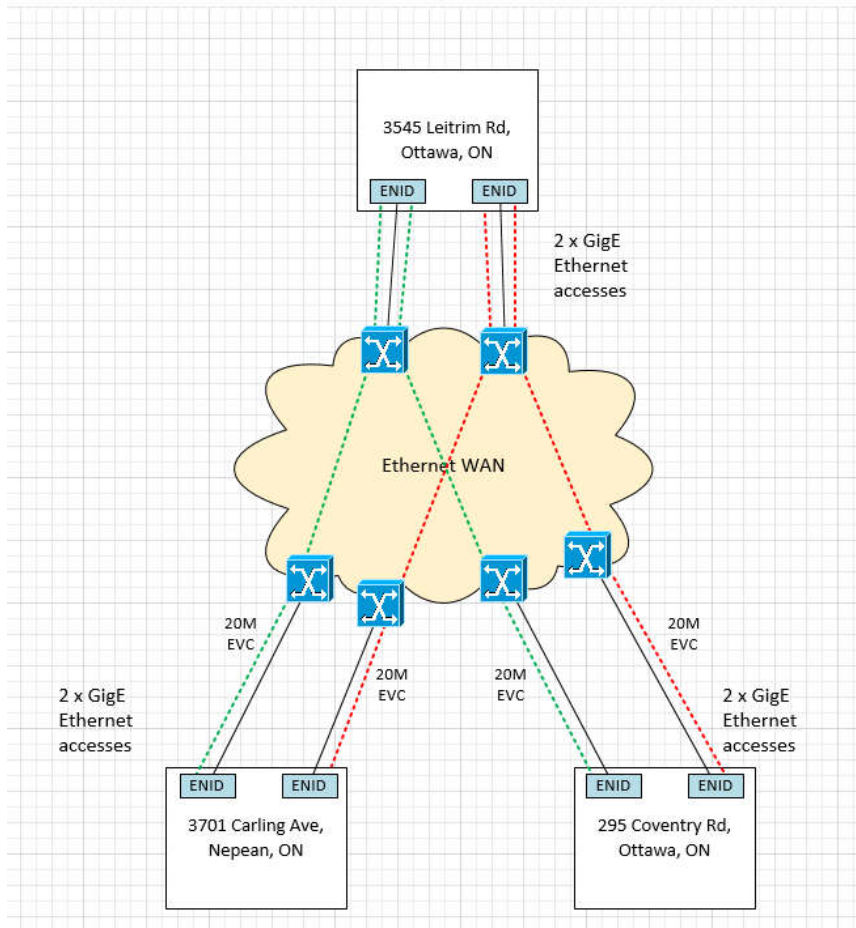 3545 Leitrim Rd,
Ottawa, ON
ENID
ENID
2 x GigE
Ethernet
accesses
Ethernet WAN
20M
EVC
20M
EVC
20M
EVC
20M
EVC
2 x GigE
Ethernet
accesses
2 x GigE
Ethernet
accesses
ENID
ENID
3701 Carling Ave,
Nepean, ON
ENID
ENID
295 Coventry Rd,
Ottawa, ON